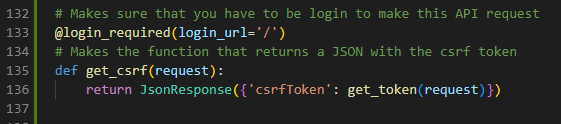 132 # Makes sure that you have to be login to make this API request
133 @login_required(login_url='/')
134 # Makes the function that returns a JSON with the csrf token
135 def get_csrf(request):
136     return JsonResponse({'csrfToken': get_token(request)})
137